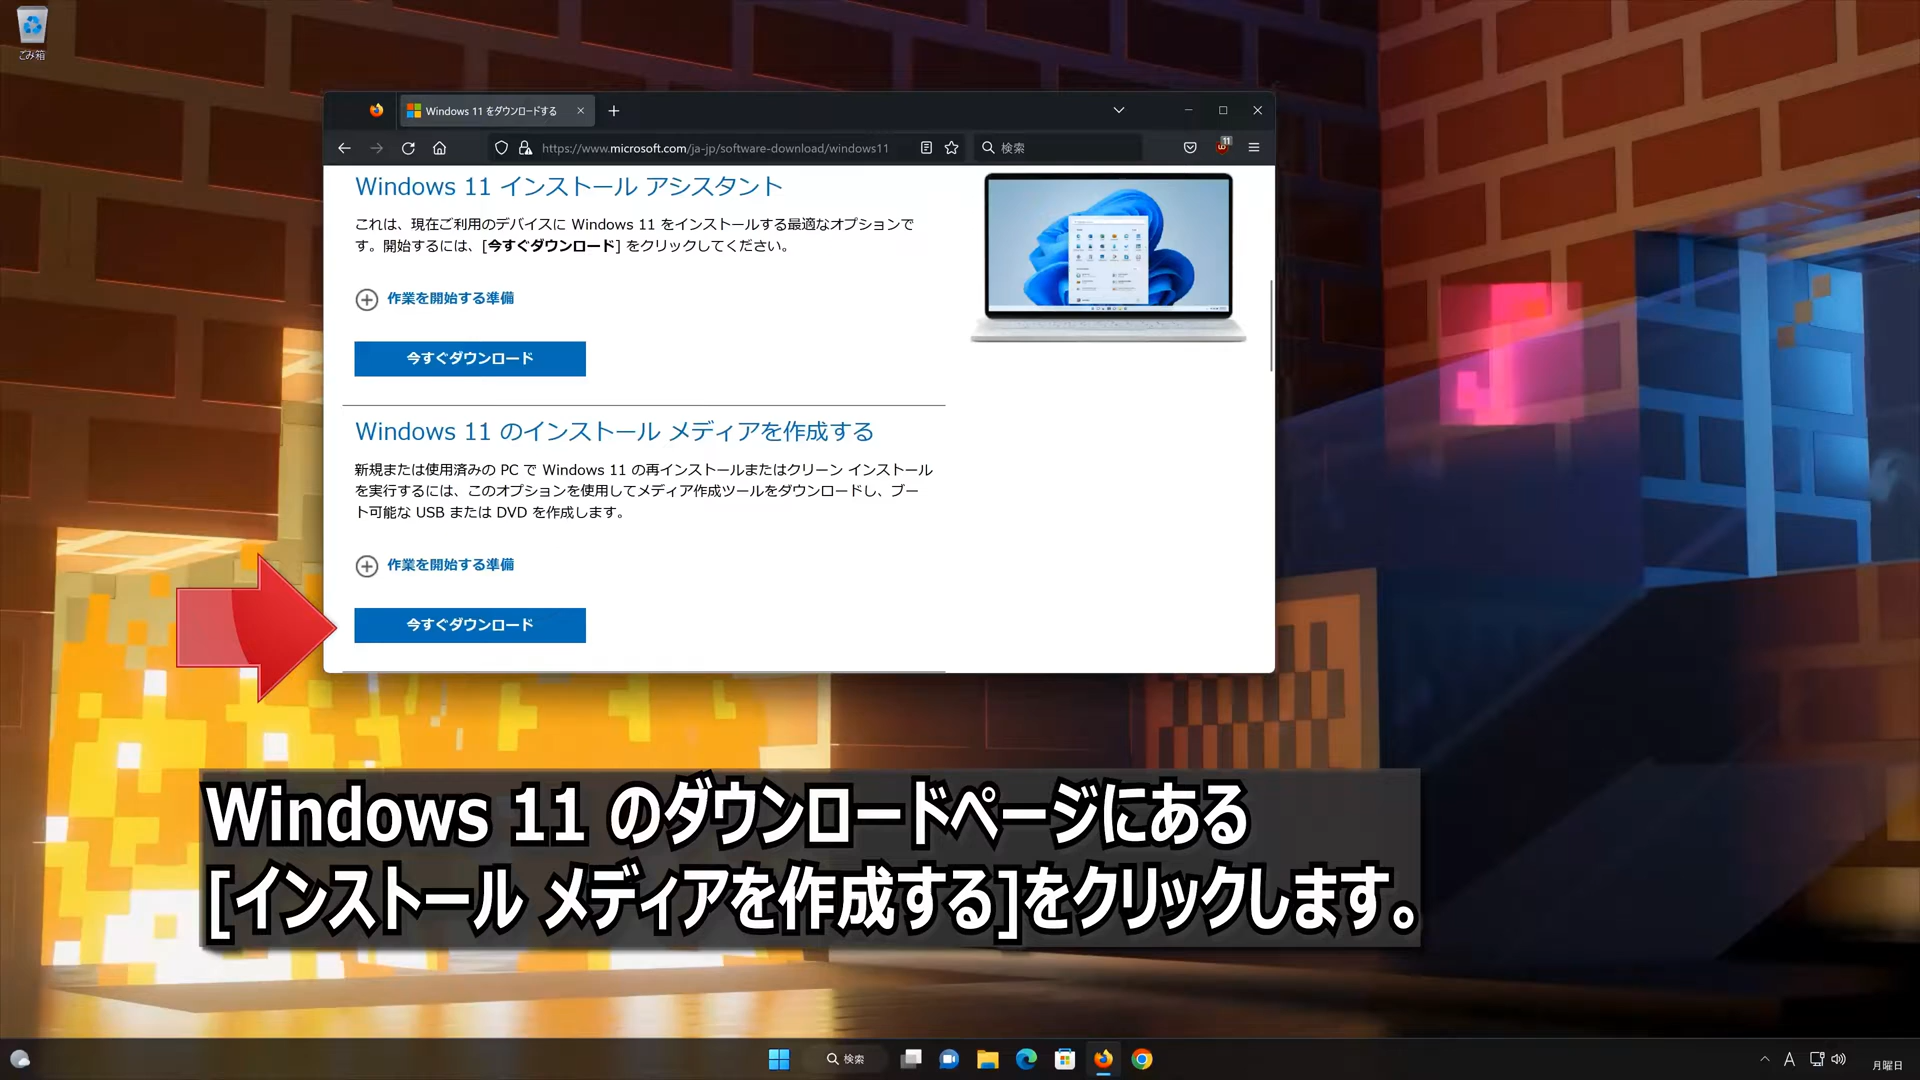 ごみ箱
Windows 11 をダウンロードする
https://www.microsoft.com/ja-jp/software-download/windows11
検索
11
Windows 11 インストール アシスタント
これは、現在ご利用のデバイスに Windows 11 をインストールする最適なオプションで
す。開始するには、[今すぐダウンロード] をクリックしてください。
作業を開始する準備
今すぐダウンロード
Windows 11 のインストール メディアを作成する
新規または使用済みの PC で Windows 11 の再インストールまたはクリーン インストール
を実行するには、このオプションを使用してメディア作成ツールをダウンロードし、ブー
ト可能な USB または DVD を作成します。
作業を開始する準備
今すぐダウンロード
Windows 11 のダウンロードページにある
[インストール メディアを作成する]をクリックします。
検索
A
月曜日